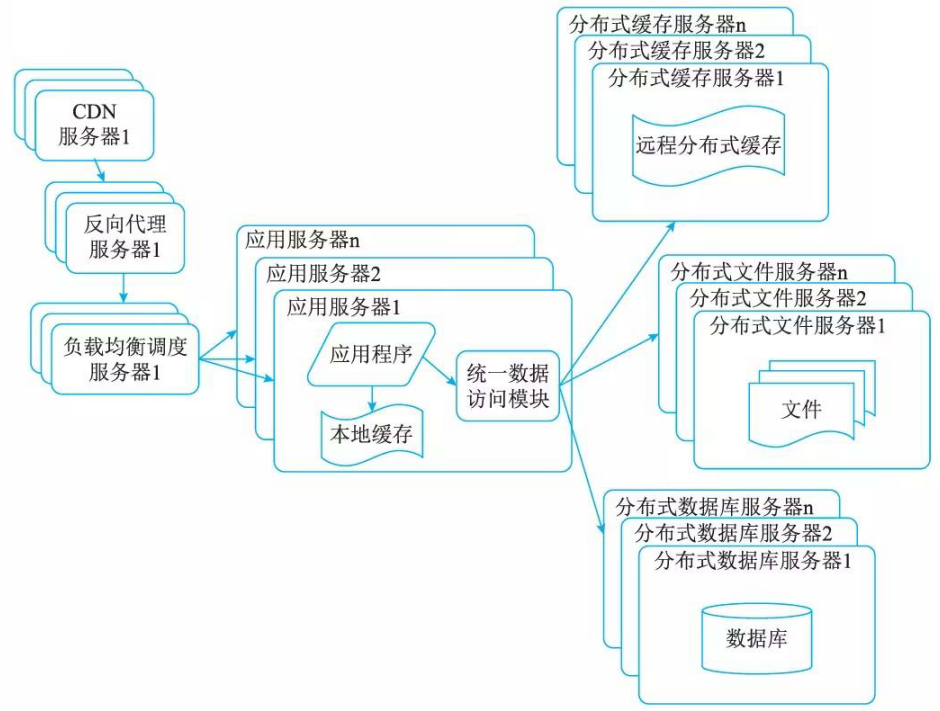 CDN
服务器1
反向代理
服务器1
负载均衡调度
服务器1
应用服务器n
应用服务器2
应用服务器1
应用程序
本地缓存
统一数据
访问模块
分布式缓存服务器n
分布式缓存服务器2
分布式缓存服务器1
远程分布式缓存
分布式文件服务器n
分布式文件服务器2
分布式文件服务器1
文件
分布式数据库服务器n
分布式数据库服务器2
分布式数据库服务器1
数据库